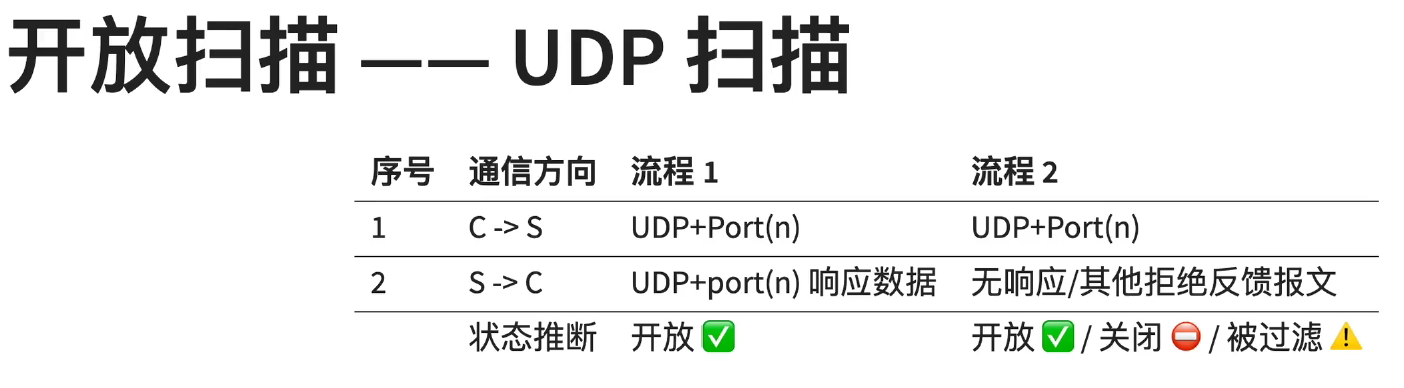 开放扫描 —— UDP 扫描
序号 通信方向 流程 1 流程 2
1 C -> S UDP+Port(n) UDP+Port(n)
2 S -> C UDP+port(n) 响应数据 无响应/其他拒绝反馈报文
状态推断 开放 ✅ 开放 ✅ / 关闭 ⛔ / 被过滤 ⚠️